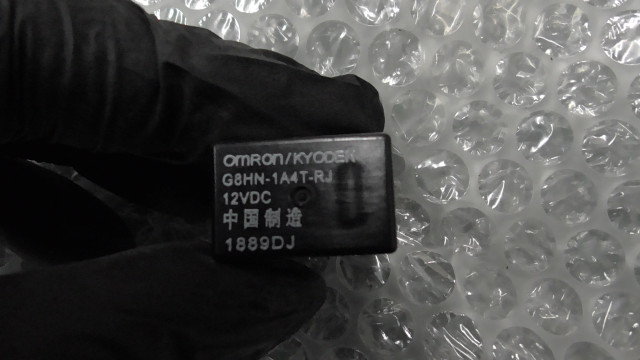 omron/KYODEN
G8HN-1A4T-RJ
12VDC
中国制造
1889DJ